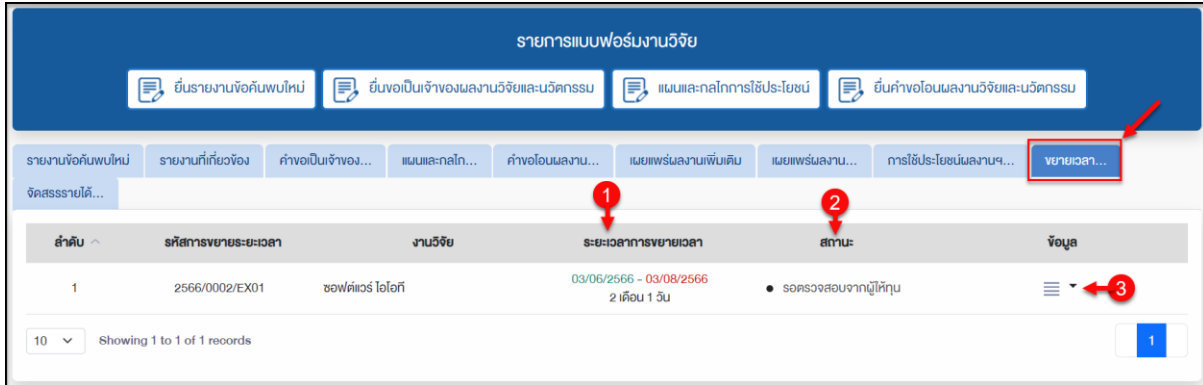 รายการแบบฟอร์มงานวิจัย
ยื่นรายงานข้อค้นพบใหม่ ยื่นขอเป็นเจ้าของผลงานวิจัยและนวัตกรรม แผนและกลไกการใช้ประโยชน์ ยื่นคำขอโอนผลงานวิจัยและนวัตกรรม
รายงานข้อค้นพบใหม่ รายงานที่เกี่ยวข้อง คำขอเป็นเจ้าของ... แผนและกลไก... คำขอโอนผลงาน... เผยแพร่ผลงานเพิ่มเติม เผยแพร่ผลงาน... การใช้ประโยชน์ผลงานฯ... ขยายเวลา...
จัดสรรรายได้...
1 2
ลำดับ รหัสการขยายระยะเวลา งานวิจัย ระยะเวลาการขยายเวลา สถานะ ข้อมูล
1 2566/0002/EX01 ซอฟต์แวร์ ไอโอที 03/06/2566 - 03/08/2566 รอตรวจสอบจากผู้ให้ทุน 3
2 เดือน 1 วัน
10 Showing 1 to 1 of 1 records 1